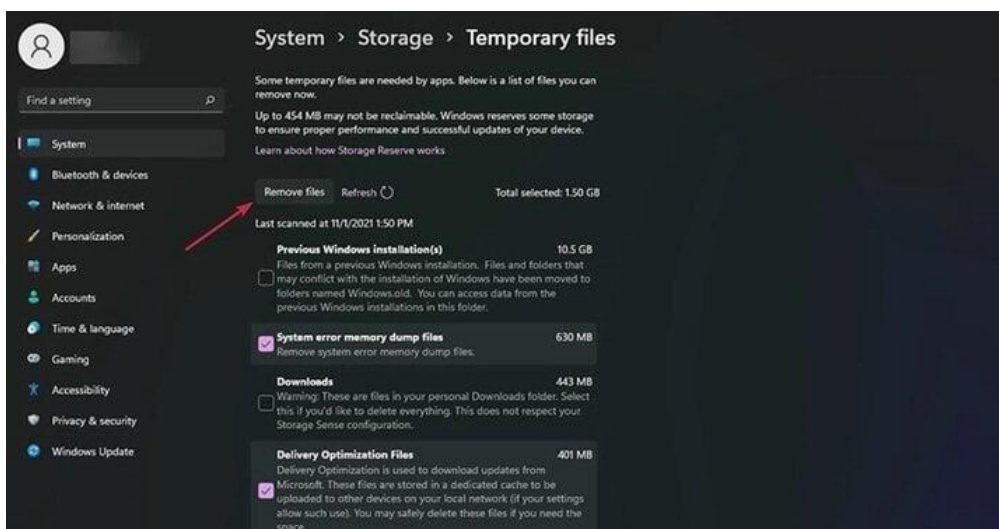 System > Storage > Temporary files
Some temporary files are needed by apps. Below is a list of files you can
remove now.
Find a setting
Up to 454 MB may not be reclaimable. Windows reserves some storage
to ensure proper performance and successful updates of your device.
System
Learn about how Storage Reserve works
Bluetooth & devices
Network & internet
Personalization
Apps
Accounts
Time & language
Gaming
Accessibility
Privacy & security
Windows Update
Remove files Refresh Total selected: 1.50 GB
Last scanned at 11/1/2021 1:50 PM
Previous Windows installation(s) 10.5 GB
Files from a previous Windows installation. Files and folders that
may conflict with the installation of Windows have been moved to
folders named Windows.old. You can access data from the
previous Windows installations in this folder.
System error memory dump files 630 MB
Remove system error memory dump files.
Downloads 443 MB
Warning: These are files in your personal Downloads folder. Select
this if you'd like to delete everything. This does not respect your
Storage Sense configuration.
Delivery Optimization Files 401 MB
Delivery Optimization is used to download updates from
Microsoft. These files are stored in a dedicated cache to be
uploaded to other devices on your local network (if your settings
allow such use). You may safely delete these files if you need the
space.